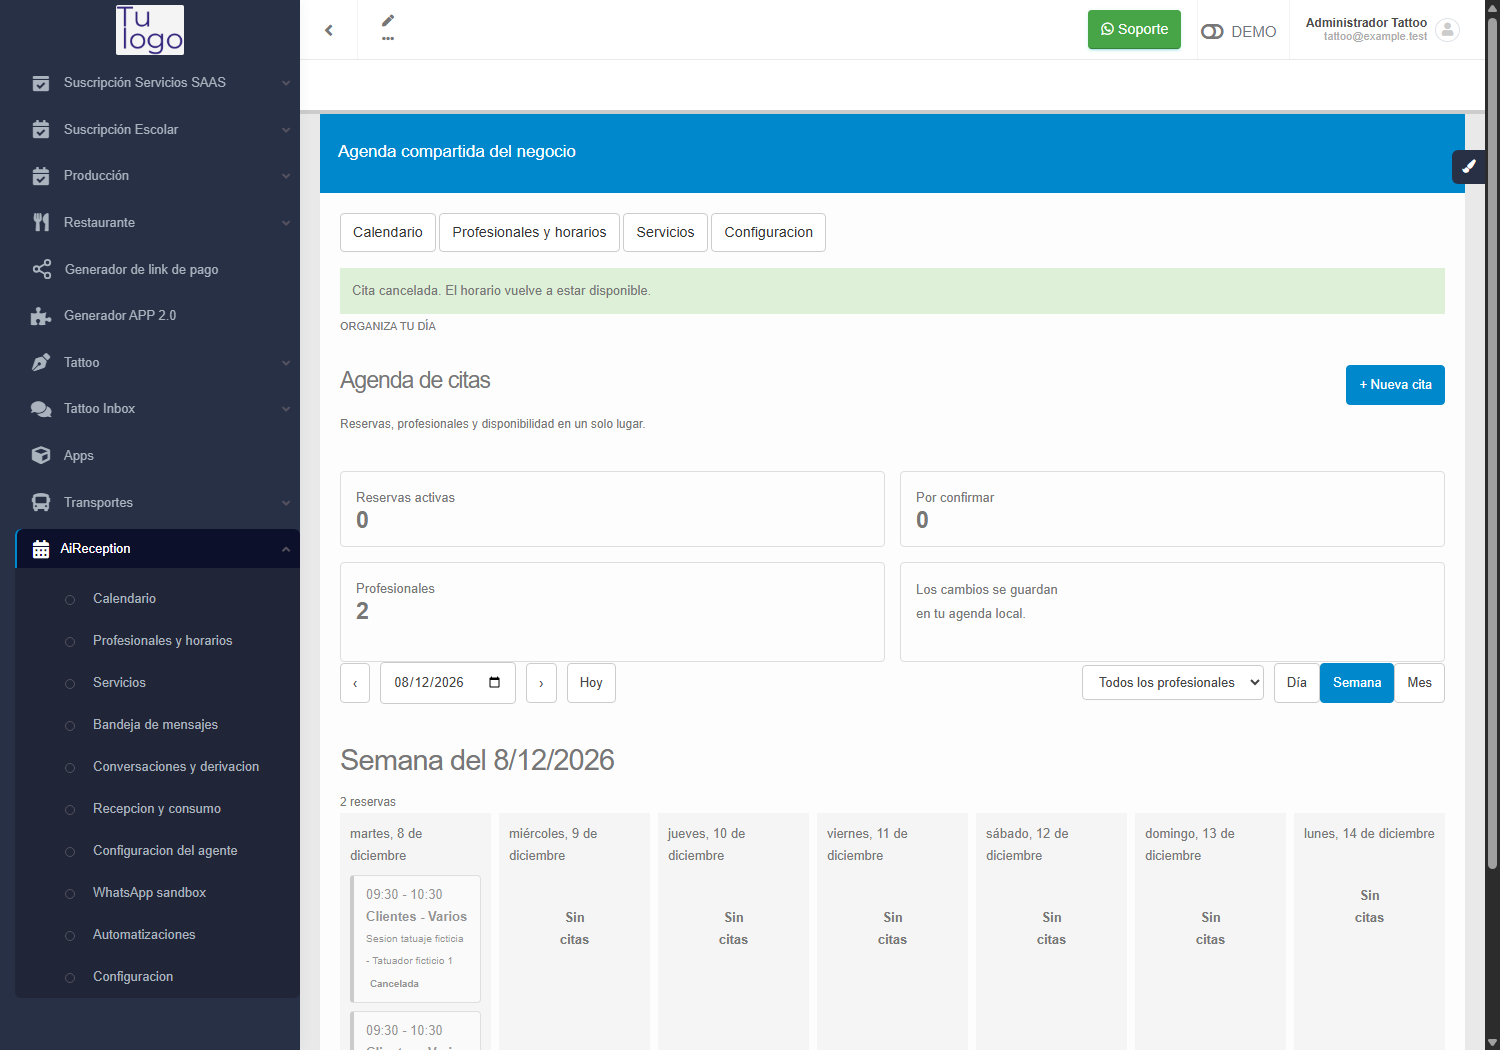 Tu
logo
Suscripción Servicios SAAS
Suscripción Escolar
Producción
Restaurante
Generador de link de pago
Generador APP 2.0
Tattoo
Tattoo Inbox
Apps
Transportes
AiReception
Calendario
Profesionales y horarios
Servicios
Bandeja de mensajes
Conversaciones y derivacion
Recepcion y consumo
Configuracion del agente
WhatsApp sandbox
Automatizaciones
Configuracion
Soporte
DEMO
Administrador Tattoo
tattoo@example.test
Agenda compartida del negocio
Calendario
Profesionales y horarios
Servicios
Configuracion
Cita cancelada. El horario vuelve a estar disponible.
ORGANIZA TU DÍA
Agenda de citas
+ Nueva cita
Reservas, profesionales y disponibilidad en un solo lugar.
Reservas activas
0
Por confirmar
0
Profesionales
2
Los cambios se guardan
en tu agenda local.
‹
08/12/2026
›
Hoy
Todos los profesionales
Día
Semana
Mes
Semana del 8/12/2026
2 reservas
martes, 8 de
diciembre
09:30 - 10:30
Clientes - Varios
Sesion tatuaje ficticia
- Tatuador ficticio 1
Cancelada
09:30 - 10:30
Clientes - Varios
miércoles, 9 de
diciembre
Sin
citas
jueves, 10 de
diciembre
Sin
citas
viernes, 11 de
diciembre
Sin
citas
sábado, 12 de
diciembre
Sin
citas
domingo, 13 de
diciembre
Sin
citas
lunes, 14 de diciembre
Sin
citas